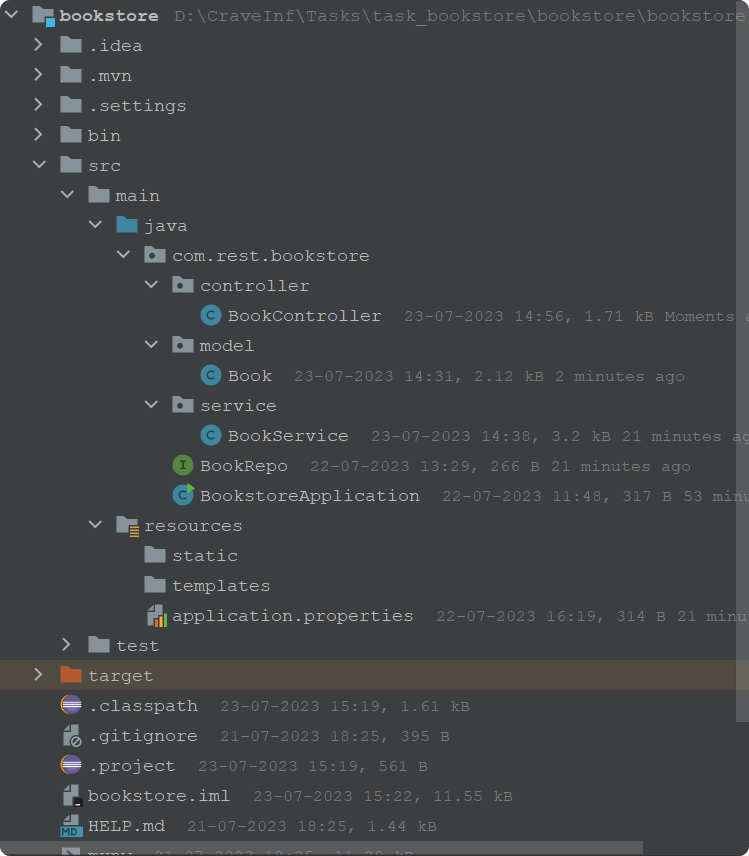 bookstore D:\CraveInf\Tasks\task_bookstore\bookstore\bookstore
.idea
.mvn
.settings
bin
src
main
java
com.rest.bookstore
controller
C BookController 23-07-2023 14:56, 1.71 kB Moments a
model
C Book 23-07-2023 14:31, 2.12 kB 2 minutes ago
service
C BookService 23-07-2023 14:38, 3.2 kB 21 minutes ag
I BookRepo 22-07-2023 13:29, 266 B 21 minutes ago
C BookstoreApplication 22-07-2023 11:48, 317 B 53 minu
resources
static
templates
application.properties 22-07-2023 16:19, 314 B 21 minu
test
target
.classpath 23-07-2023 15:19, 1.61 kB
.gitignore 21-07-2023 18:25, 395 B
.project 23-07-2023 15:19, 561 B
bookstore.iml 23-07-2023 15:22, 11.55 kB
MD HELP.md 21-07-2023 18:25, 1.44 kB